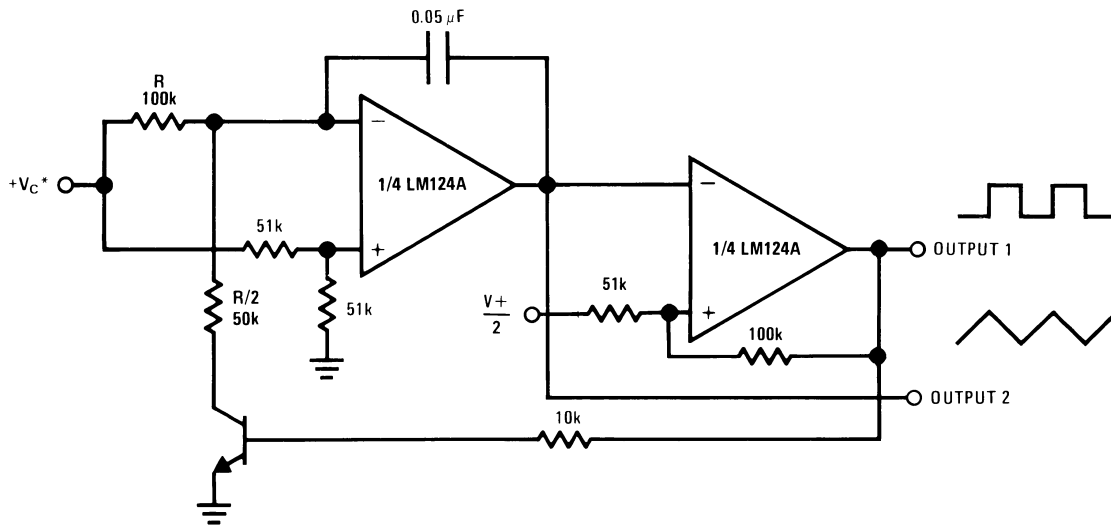 0.05 µF
R
100k
−
1/4 LM124A
+VC*
51k
+
R/2
50k
51k
−
1/4 LM124A
OUTPUT 1
51k
+
V+
2
100k
OUTPUT 2
10k